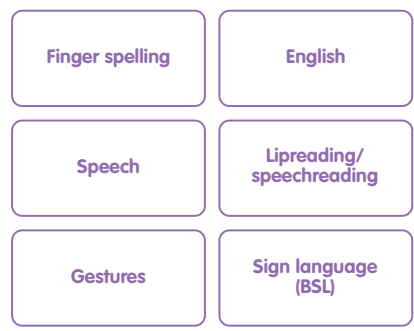 Finger spelling
English
Speech
Lipreading/
speechreading
Gestures
Sign language
(BSL)